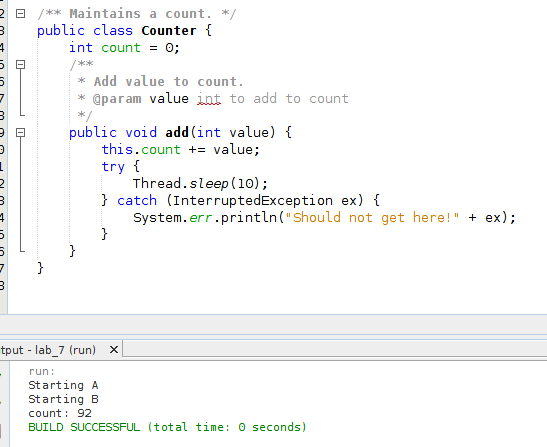 2 /** Maintains a count. */
3 public class Counter {
4 int count = 0;
5 /**
6 * Add value to count.
7 * @param value int to add to count
8 */
9 public void add(int value) {
0 this.count += value;
1 try {
2 Thread.sleep(10);
3 } catch (InterruptedException ex) {
4 System.err.println("Should not get here!" + ex);
5 }
6 }
7 }
8
tput - lab_7 (run) X
run:
Starting A
Starting B
count: 92
BUILD SUCCESSFUL (total time: 0 seconds)